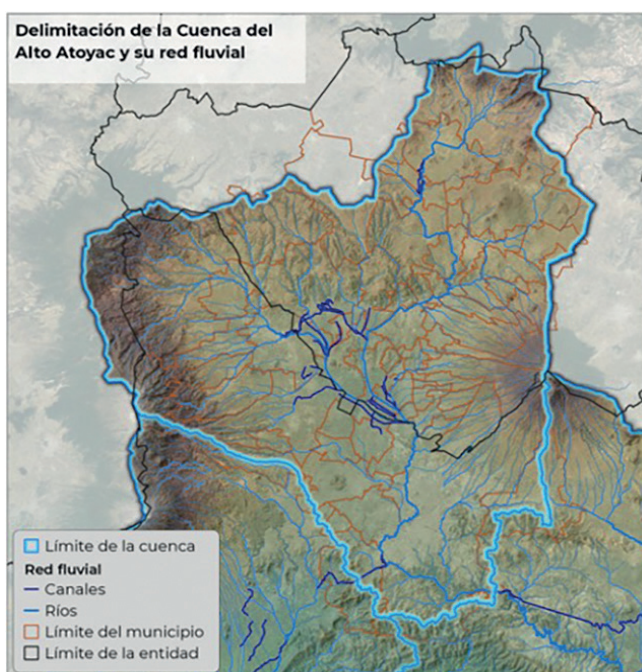 Delimitación de la Cuenca del
Alto Atoyac y su red fluvial
Límite de la cuenca
Red fluvial
Canales
Ríos
Límite del municipio
Límite de la entidad